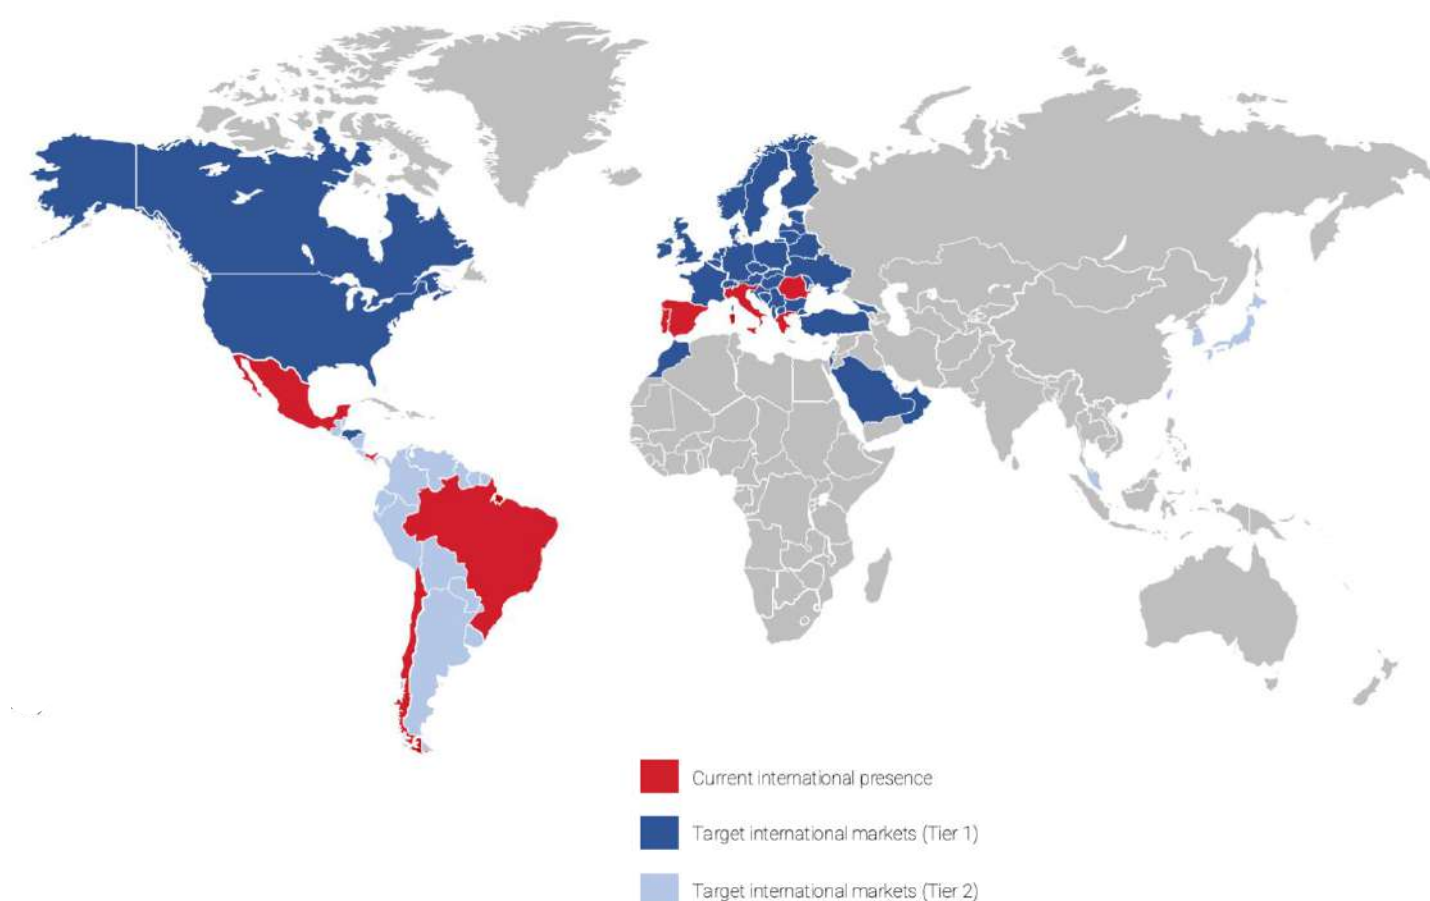 Current international presence
Target international markets (Tier 1)
Target international markets (Tier 2)